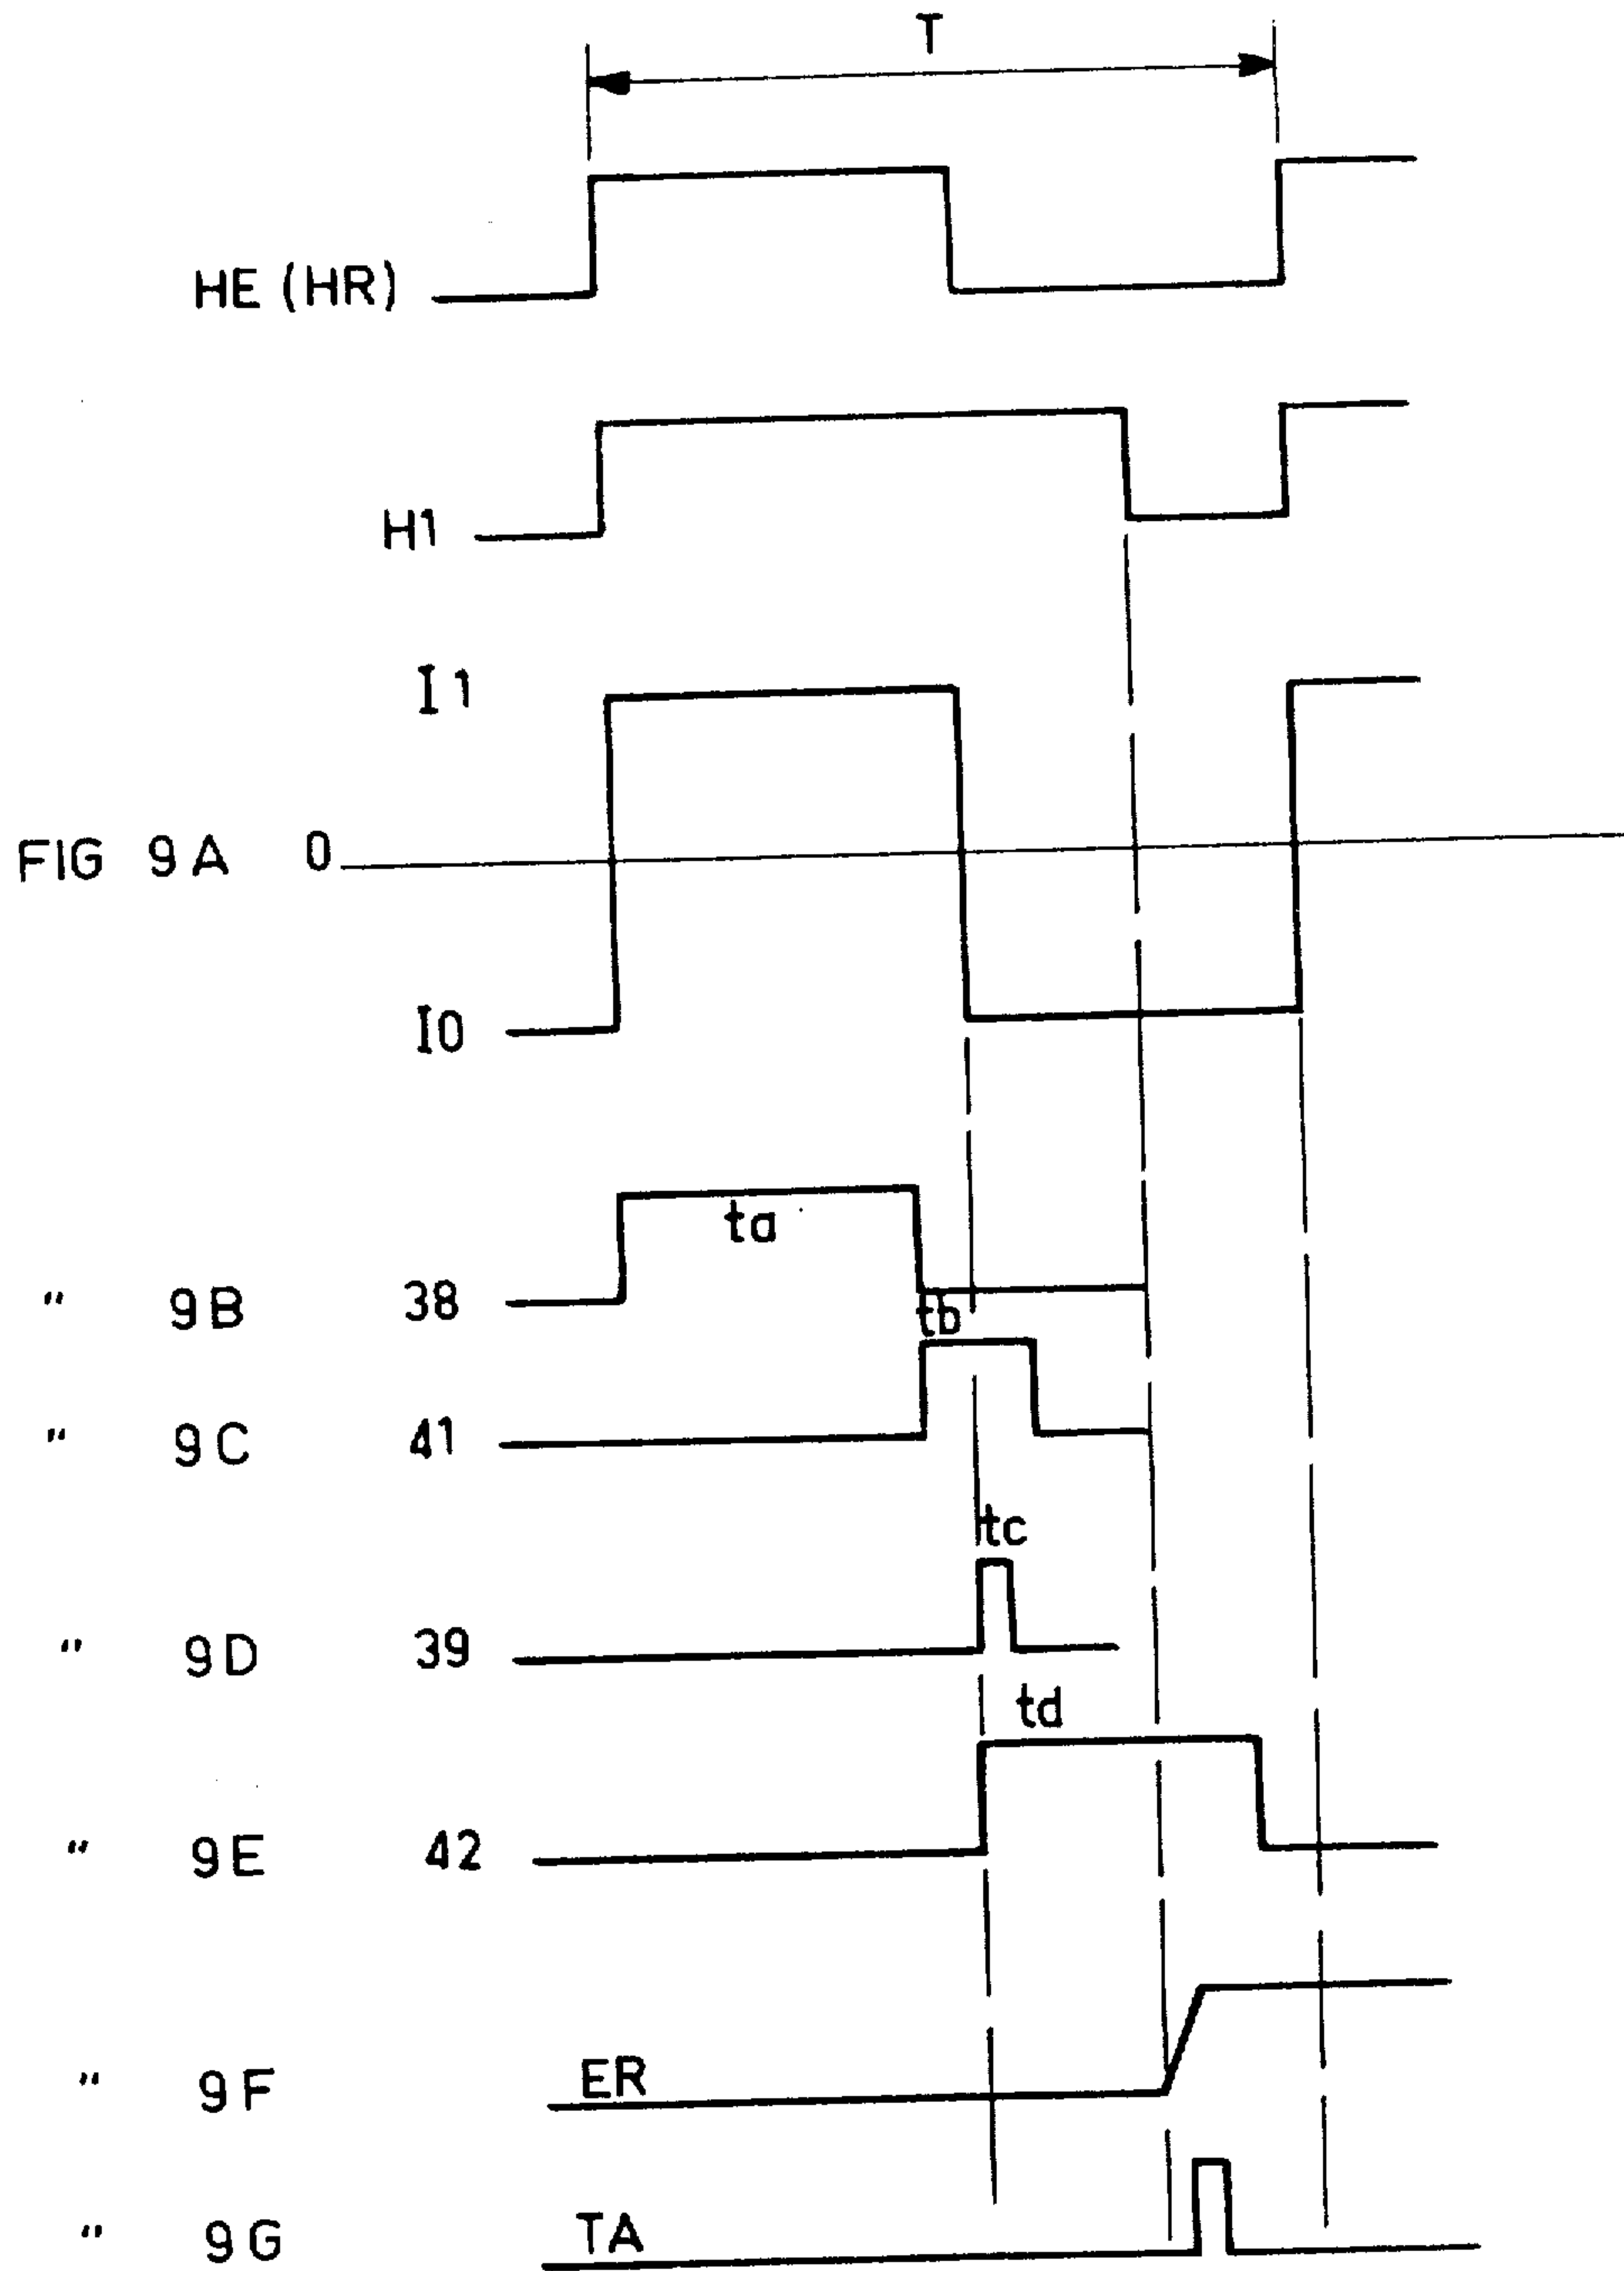 T
HE (HR)
H1
I1
FIG 9A 0
I0
ta
" 9B 38
tb
" 9C 41
tc
" 9D 39
td
" 9E 42
" 9F ER
" 9G TA